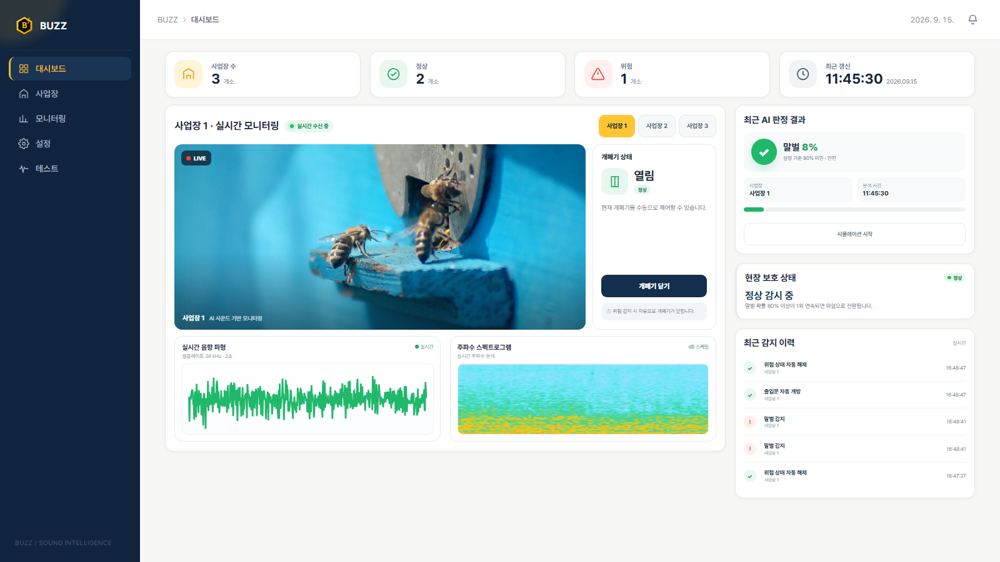 BUZZ
대시보드
사업장
모니터링
설정
테스트
BUZZ / SOUND INTELLIGENCE
BUZZ > 대시보드
2026. 9. 15.
사업장 수
3 개소
정상
2 개소
위험
1 개소
최근 갱신
11:45:30 2026.09.15
사업장 1 · 실시간 모니터링
실시간 수신 중
사업장 1
사업장 2
사업장 3
LIVE
사업장 1 AI 사운드 기반 모니터링
개폐기 상태
열림
정상
현재 개폐기를 수동으로 제어할 수 있습니다.
개폐기 닫기
ⓘ 위험 감지 시 자동으로 개폐기가 닫힙니다.
실시간 음향 파형
실시간
샘플레이트 24 kHz · 2초
주파수 스펙트로그램
dB 스케일
실시간 주파수 분석
최근 AI 판정 결과
말벌 8%
설정 기준 80% 미만 · 안전
사업장
사업장 1
분석 시간
11:45:30
시뮬레이션 시작
현장 보호 상태
정상
정상 감시 중
말벌 확률 80% 이상이 1회 연속되면 위험으로 전환됩니다.
최근 감지 이력
실시간
위험 상태 자동 해제
사업장 1
16:48:47
출입문 자동 개방
사업장 1
16:48:47
말벌 감지
사업장 1
16:48:41
말벌 감지
사업장 1
16:48:41
위험 상태 자동 해제
사업장 1
16:47:37